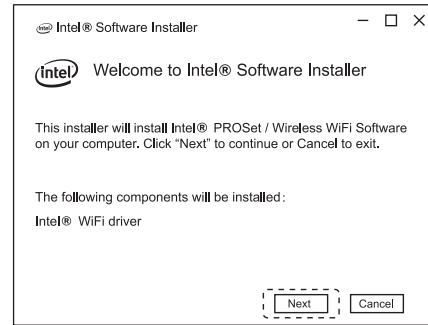 intel Intel® Software Installer
intel Welcome to Intel® Software Installer
This installer will install Intel® PROSet / Wireless WiFi Software
on your computer. Click “Next” to continue or Cancel to exit.
The following components will be installed:
Intel® WiFi driver
Next Cancel